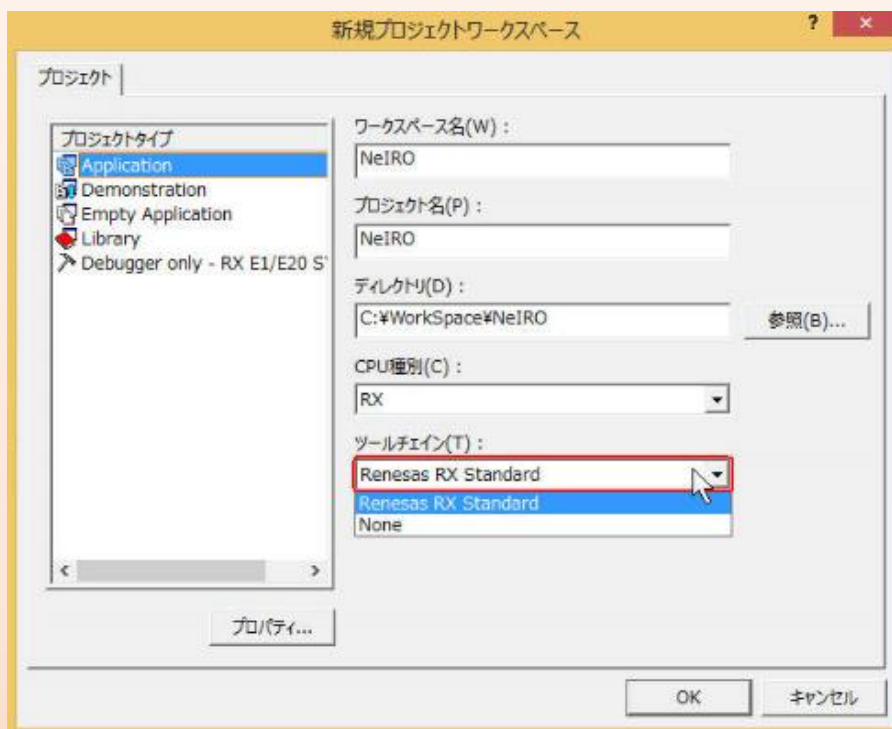 新規プロジェクトワークスペース
?
×
プロジェクト
プロジェクトタイプ
Application
Demonstration
Empty Application
Library
Debugger only - RX E1/E20 S
ワークスペース名(W) :
NeIRO
プロジェクト名(P) :
NeIRO
ディレクトリ(D) :
C:¥WorkSpace¥NeIRO
参照(B)...
CPU種別(C) :
RX
ツールチェイン(T) :
Renesas RX Standard
Renesas RX Standard
None
プロパティ...
OK
キャンセル